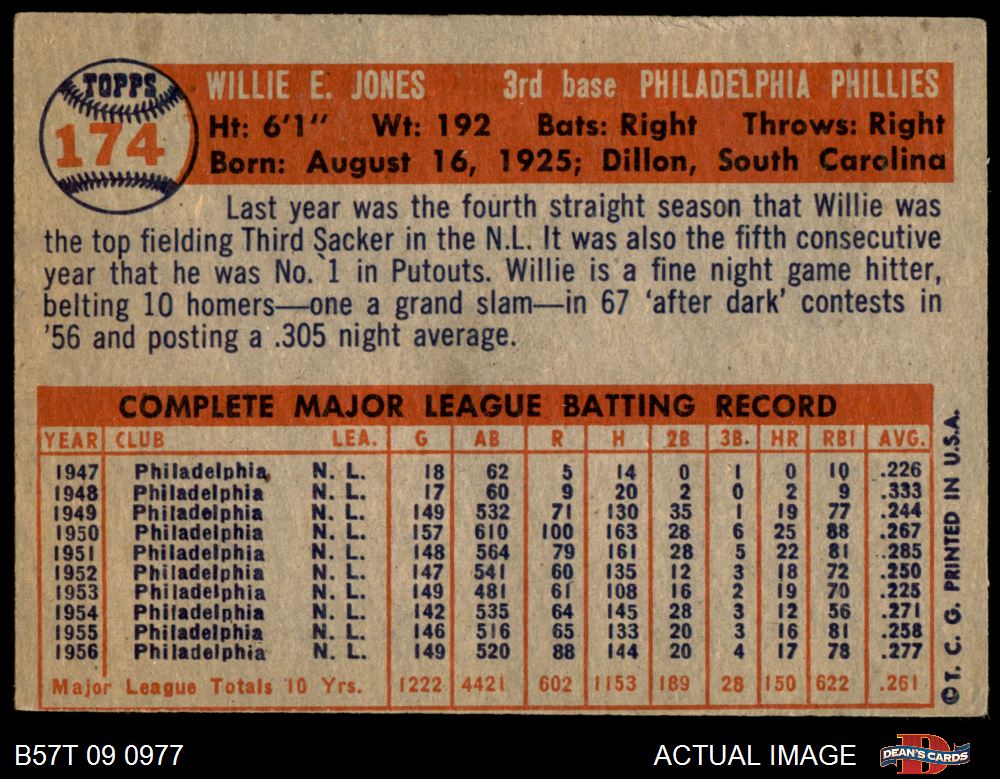 TOPPS
174
WILLIE E. JONES 3rd base PHILADELPHIA PHILLIES
Ht: 6'1" Wt: 192 Bats: Right Throws: Right
Born: August 16, 1925; Dillon, South Carolina
Last year was the fourth straight season that Willie was
the top fielding Third Sacker in the N.L. It was also the fifth consecutive
year that he was No. 1 in Putouts. Willie is a fine night game hitter,
belting 10 homers—one a grand slam—in 67 'after dark' contests in
'56 and posting a .305 night average.
COMPLETE MAJOR LEAGUE BATTING RECORD
YEAR CLUB LEA. G AB R H 2B 3B. HR RBI AVG.
1947 Philadelphia N. L. 18 62 5 14 0 1 0 10 .226
1948 Philadelphia N. L. 17 60 9 20 2 0 2 9 .333
1949 Philadelphia N. L. 149 532 71 130 35 1 19 77 .244
1950 Philadelphia N. L. 157 610 100 163 28 6 25 88 .267
1951 Philadelphia N. L. 148 564 79 161 28 5 22 81 .285
1952 Philadelphia N. L. 147 541 60 135 12 3 18 72 .250
1953 Philadelphia N. L. 149 481 61 108 16 2 19 70 .225
1954 Philadelphia N. L. 142 535 64 145 28 3 12 56 .271
1955 Philadelphia N. L. 146 516 65 133 20 3 16 81 .258
1956 Philadelphia N. L. 149 520 88 144 20 4 17 78 .277
Major League Totals 10 Yrs. 1222 4421 602 1153 189 28 150 622 .261
©T. C. G. PRINTED IN U.S.A.
B57T 09 0977 ACTUAL IMAGE
DEAN'S CARDS